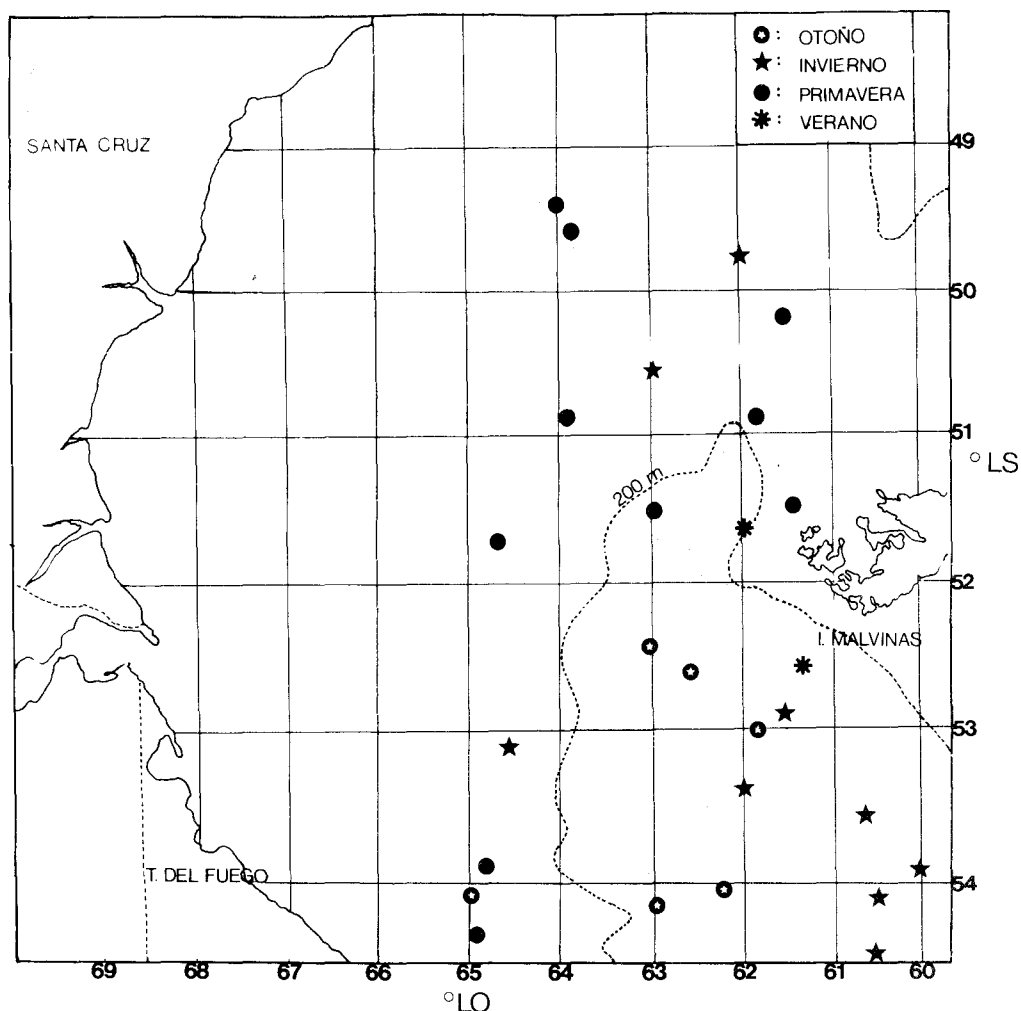 : OTOÑO
: INVIERNO
: PRIMAVERA
: VERANO
SANTA CRUZ
49
50
51
° LS
200 m
52
I. MALVINAS
53
T. DEL FUEGO
54
69 68 67 66 65 64 63 62 61 60
°LO